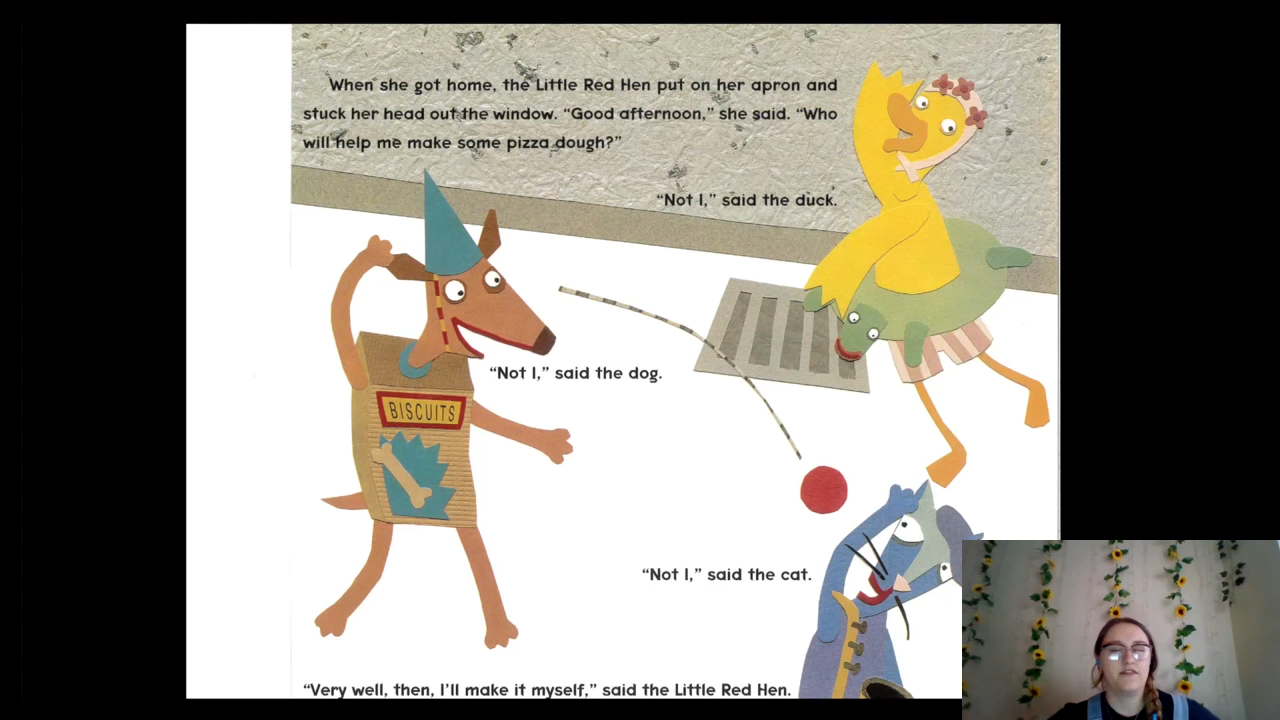 When she got home, the Little Red Hen put on her apron and
stuck her head out the window. “Good afternoon,” she said. “Who
will help me make some pizza dough?”
“Not I,” said the duck.
“Not I,” said the dog.
BISCUITS
“Not I,” said the cat.
“Very well, then, I’ll make it myself,” said the Little Red Hen.